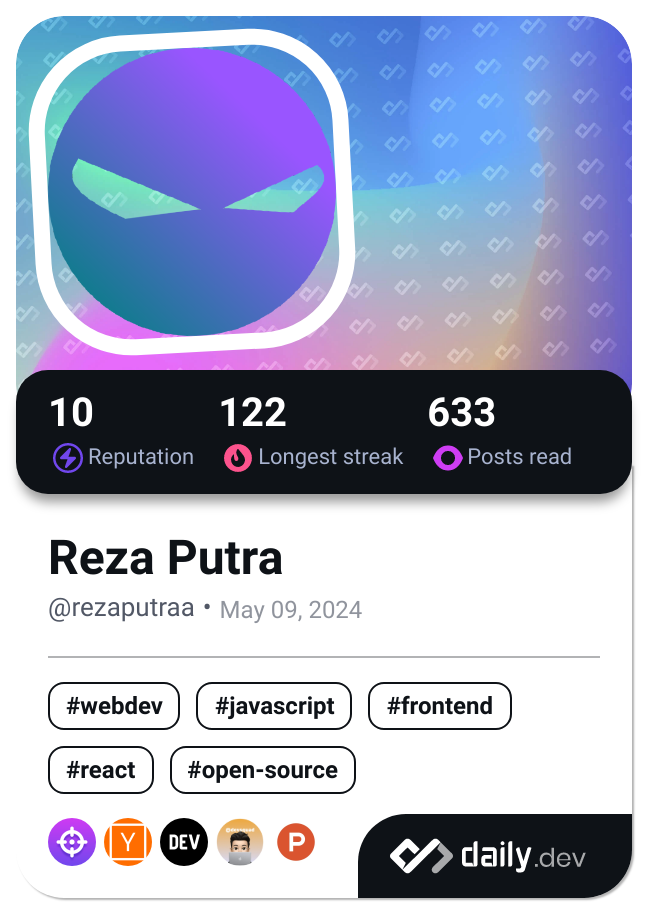 10 122 633
Reputation Longest streak Posts read
Reza Putra
@rezaputraa • May 09, 2024
#webdev #javascript #frontend
#react #open-source
Y DEV P
daily.dev